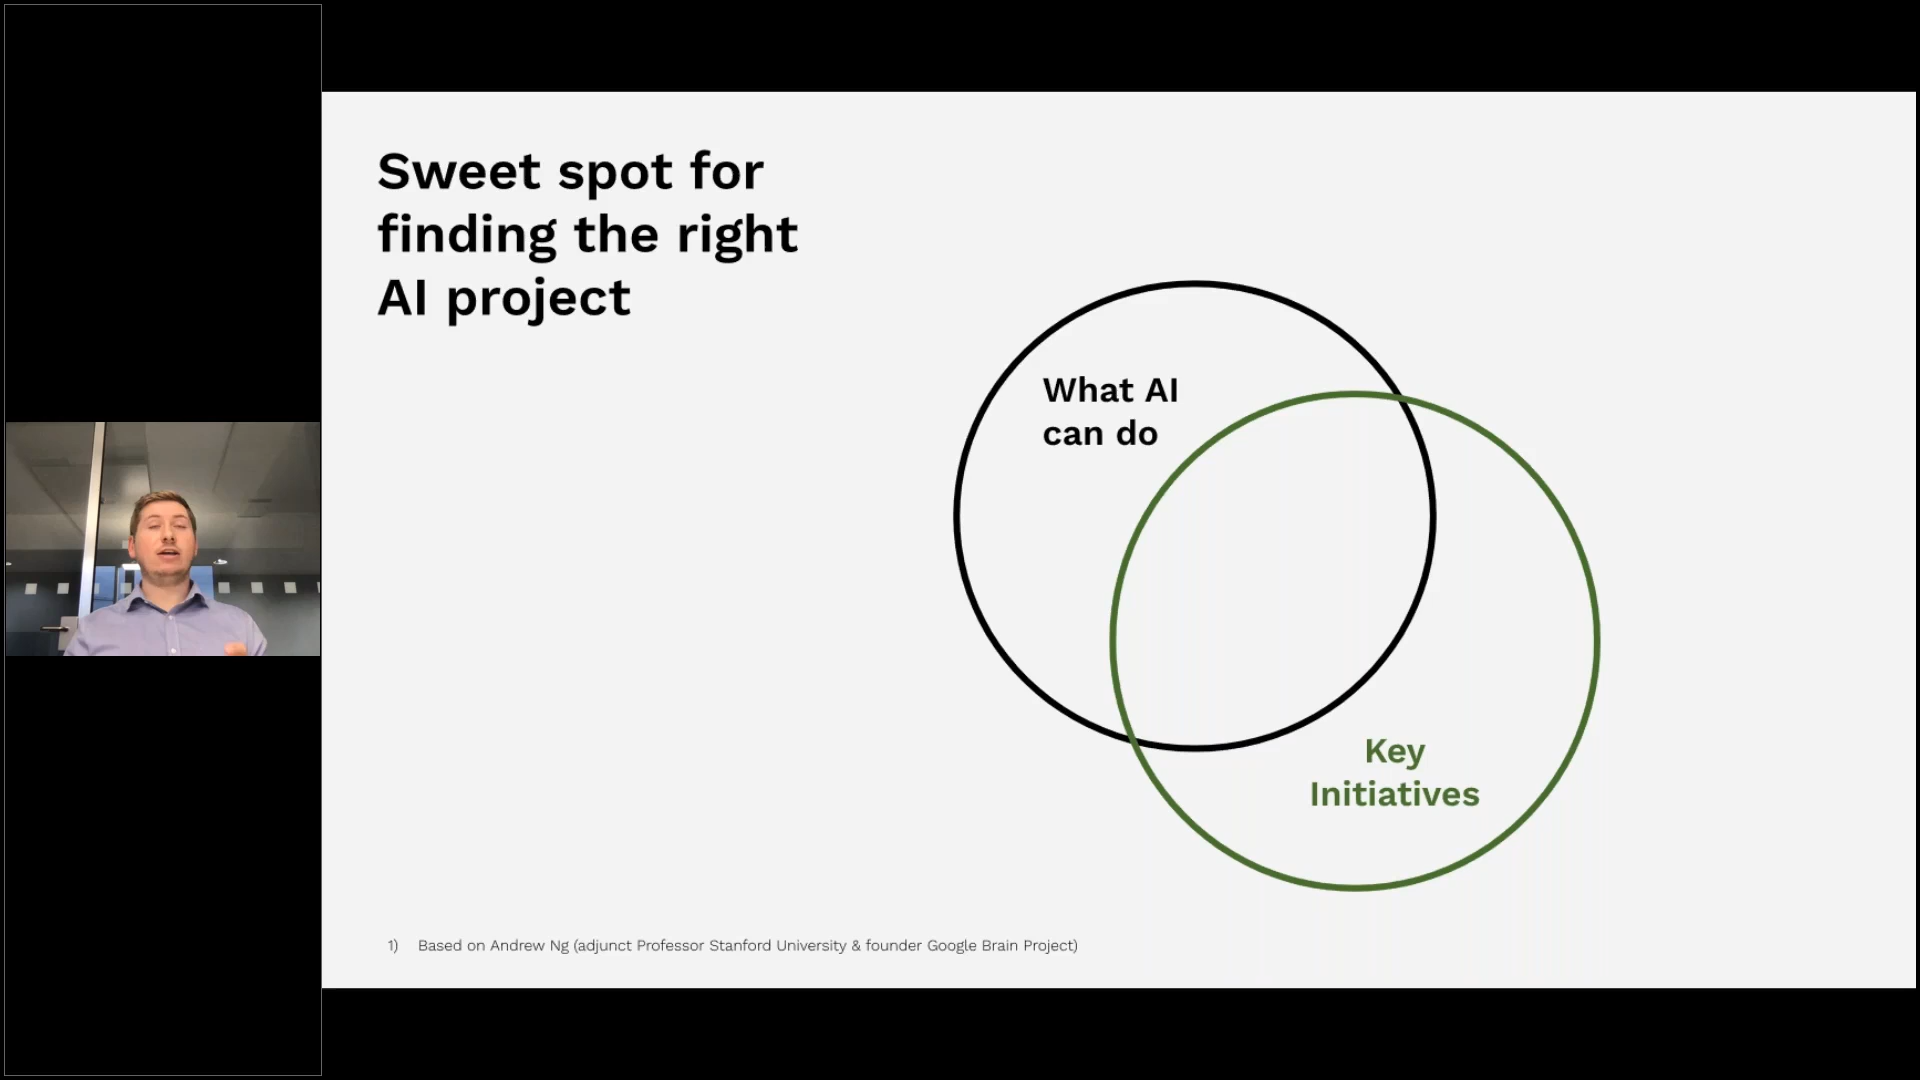 Sweet spot for
finding the right
AI project
What AI
can do
Key
Initiatives
1) Based on Andrew Ng (adjunct Professor Stanford University & founder Google Brain Project)